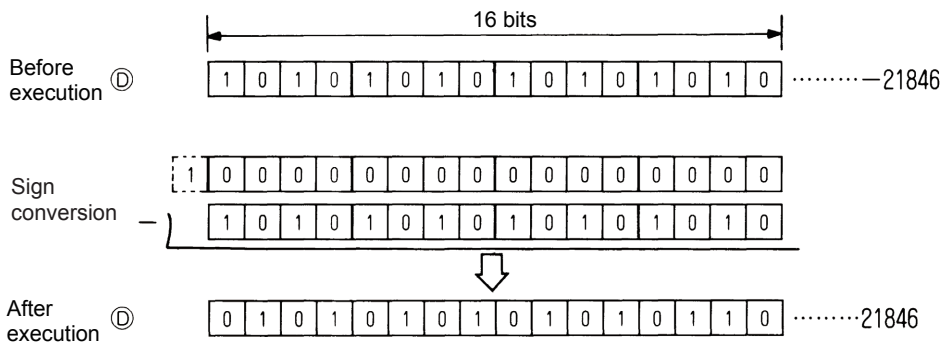 16 bits
Before execution Ⓓ 1 0 1 0 1 0 1 0 1 0 1 0 1 0 1 0 ········· —21846
1 0 0 0 0 0 0 0 0 0 0 0 0 0 0 0 0
Sign conversion — 1 0 1 0 1 0 1 0 1 0 1 0 1 0 1 0
After execution Ⓓ 0 1 0 1 0 1 0 1 0 1 0 1 0 1 1 0 ········· 21846